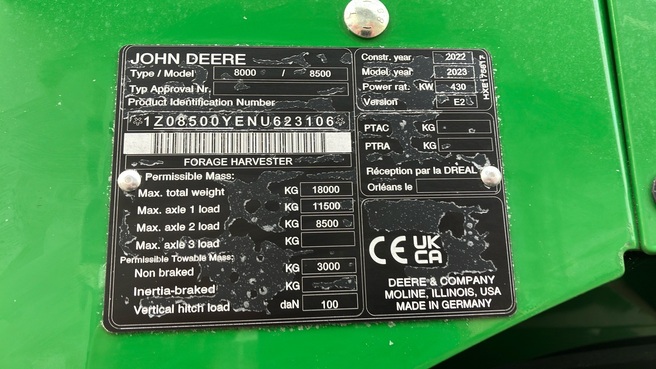 JOHN DEERE
Type / Model 8000 / 8500
Typ Approval Nr.
Product Identification Number
☆1Z08500YENU623106☆
FORAGE HARVESTER
Permissible Mass:
Max. total weight KG 18000
Max. axle 1 load KG 11500
Max. axle 2 load KG 8500
Max. axle 3 load KG
Permissible Towable Mass:
Non braked KG 3000
Inertia-braked KG
Vertical hitch load daN 100
Constr. year 2022
Model year 2023
Power rat. KW 430
Version E2
PTAC KG
PTRA KG
Réception par la DREAL
Orléans le
CE UK
CA
DEERE & COMPANY
MOLINE, ILLINOIS, USA
MADE IN GERMANY